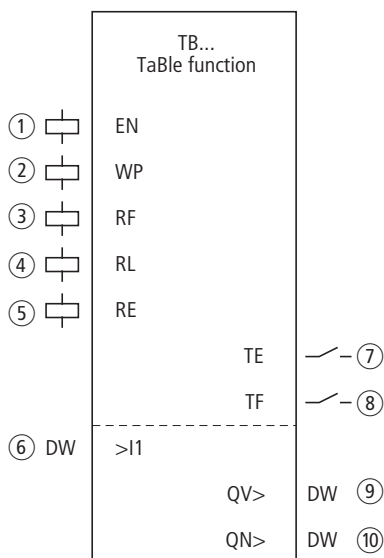 TB...
TaBle function
① EN
② WP
③ RF
④ RL
⑤ RE
TE ⑦
TF ⑧
⑥ DW >I1
QV> DW ⑨
QN> DW ⑩